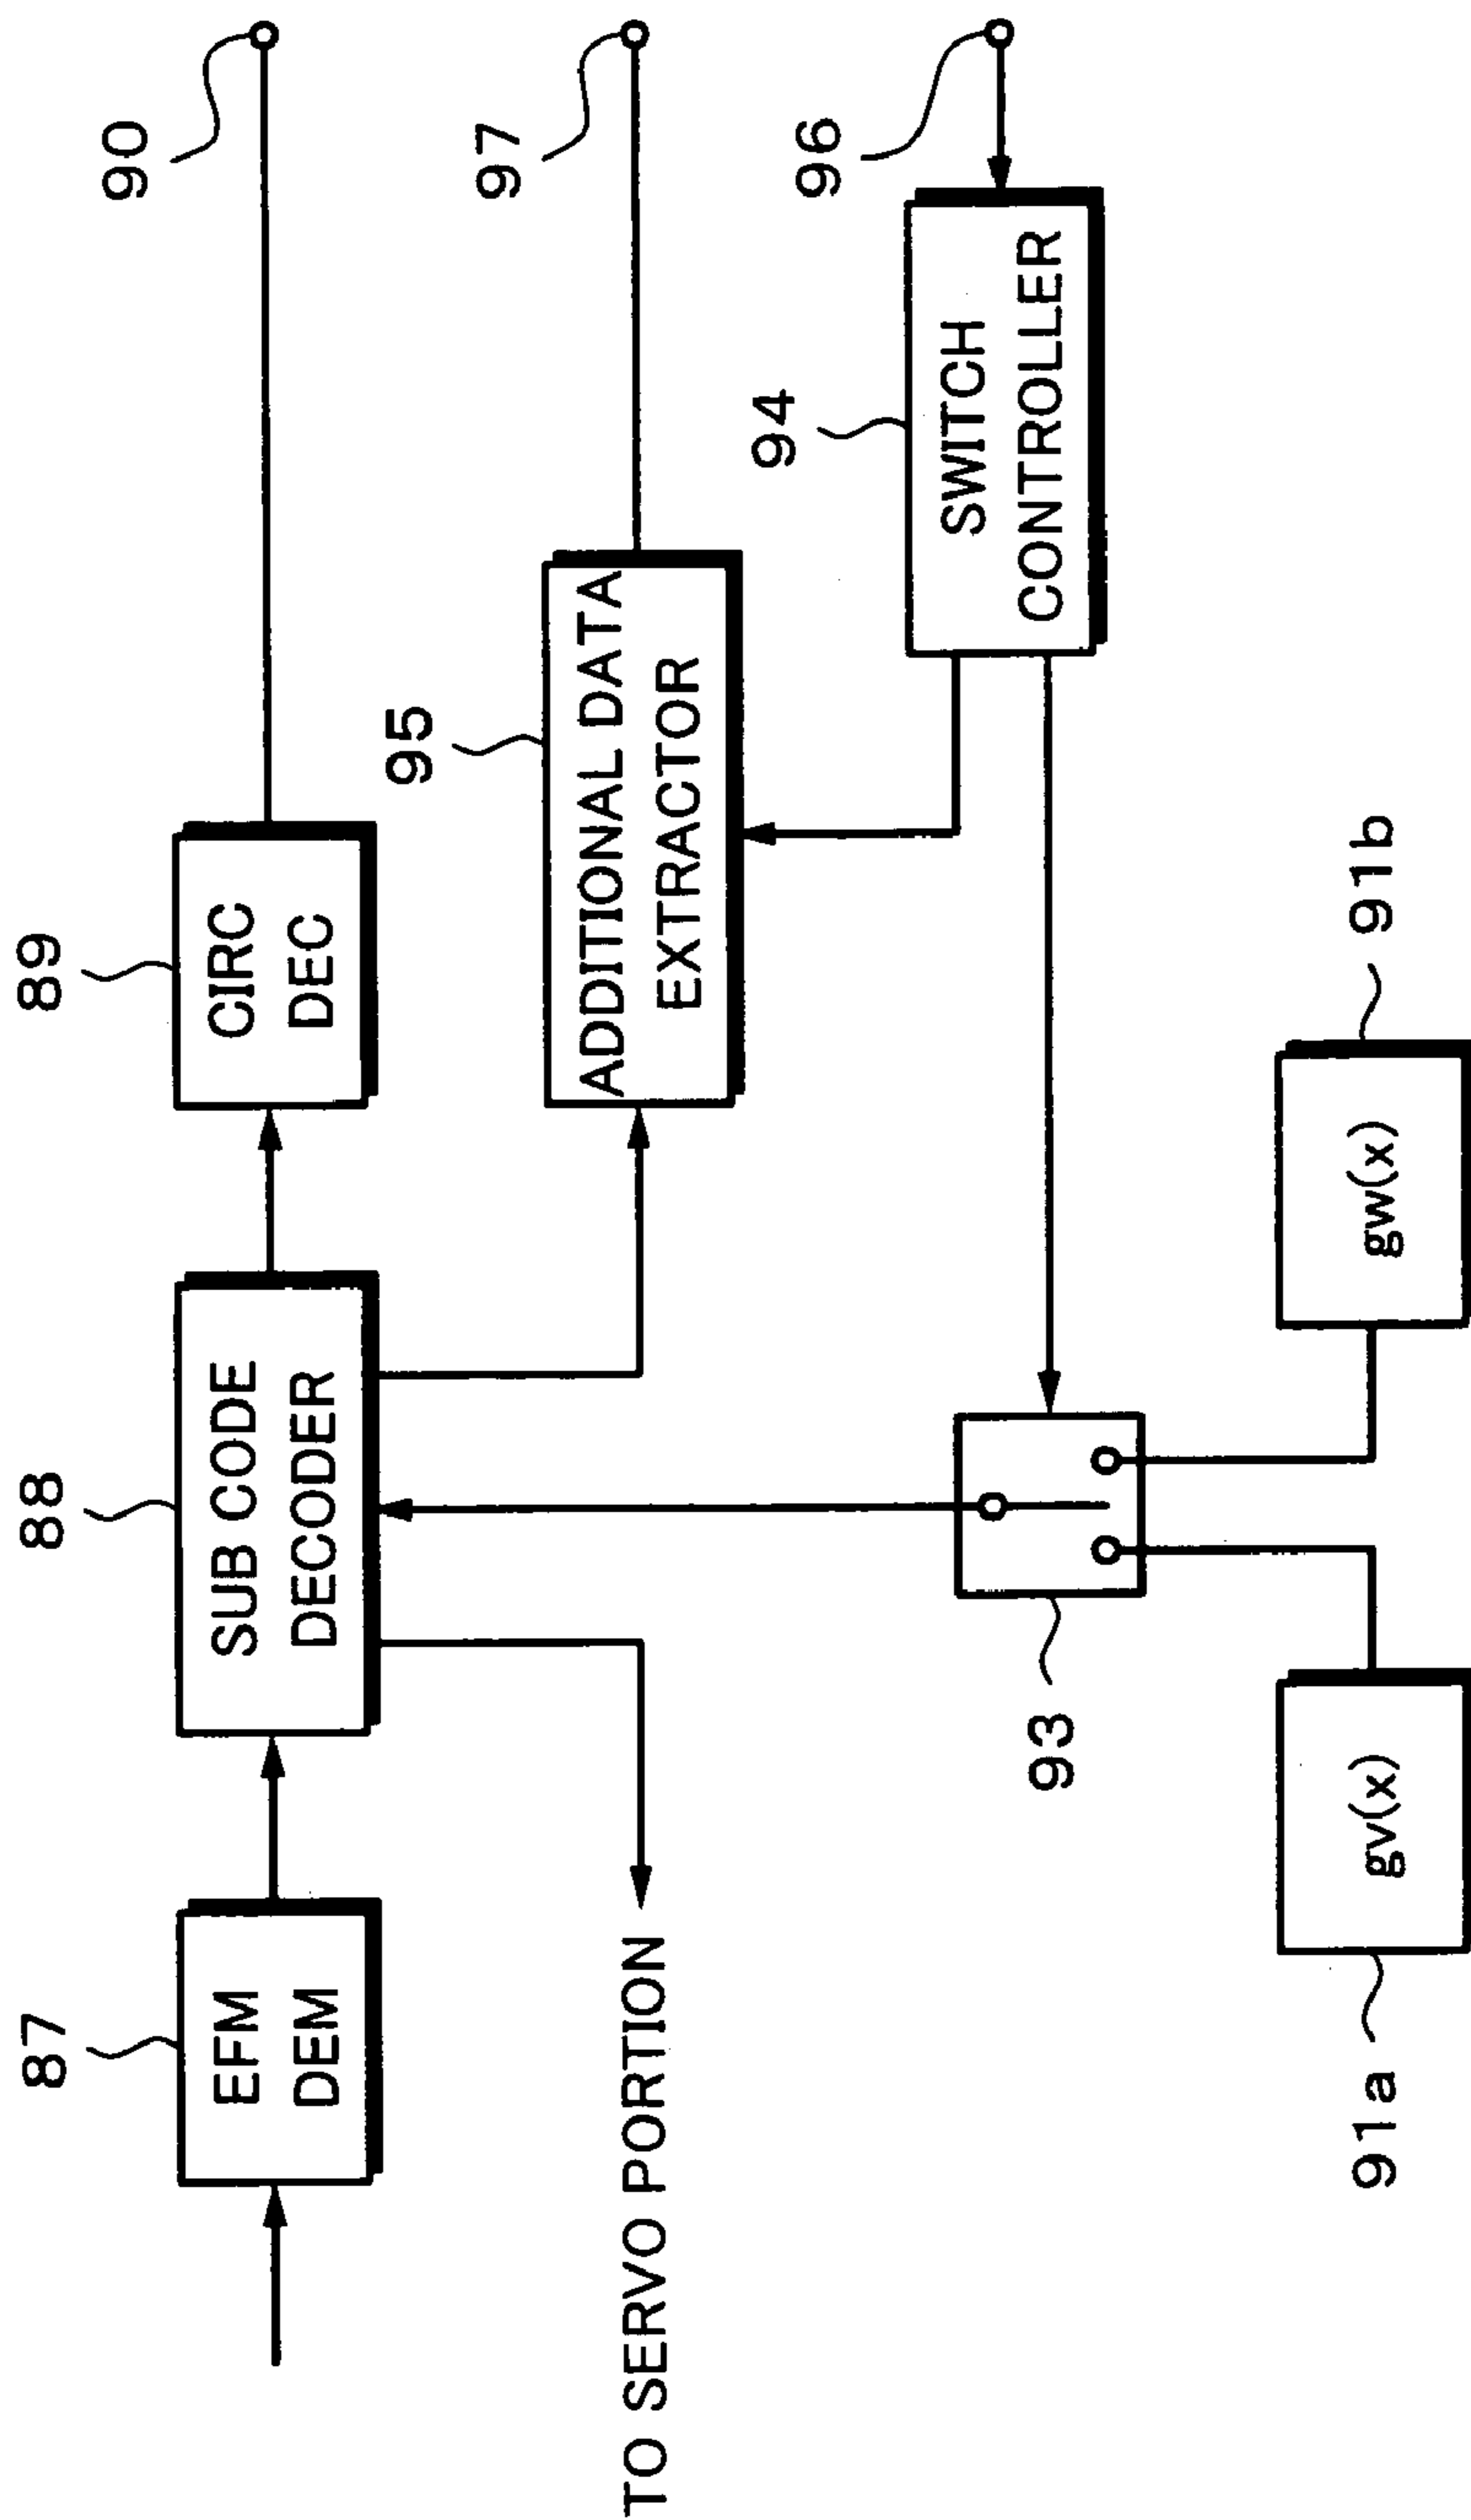 87
EFM
DEM
88
SUB CODE
DECODER
89
CIRC
DEC
90
TO SERVO PORTION
95
ADDITIONAL DATA
EXTRACTOR
97
94
SWITCH
CONTROLLER
96
93
91a
gv(x)
gw(x)
91b